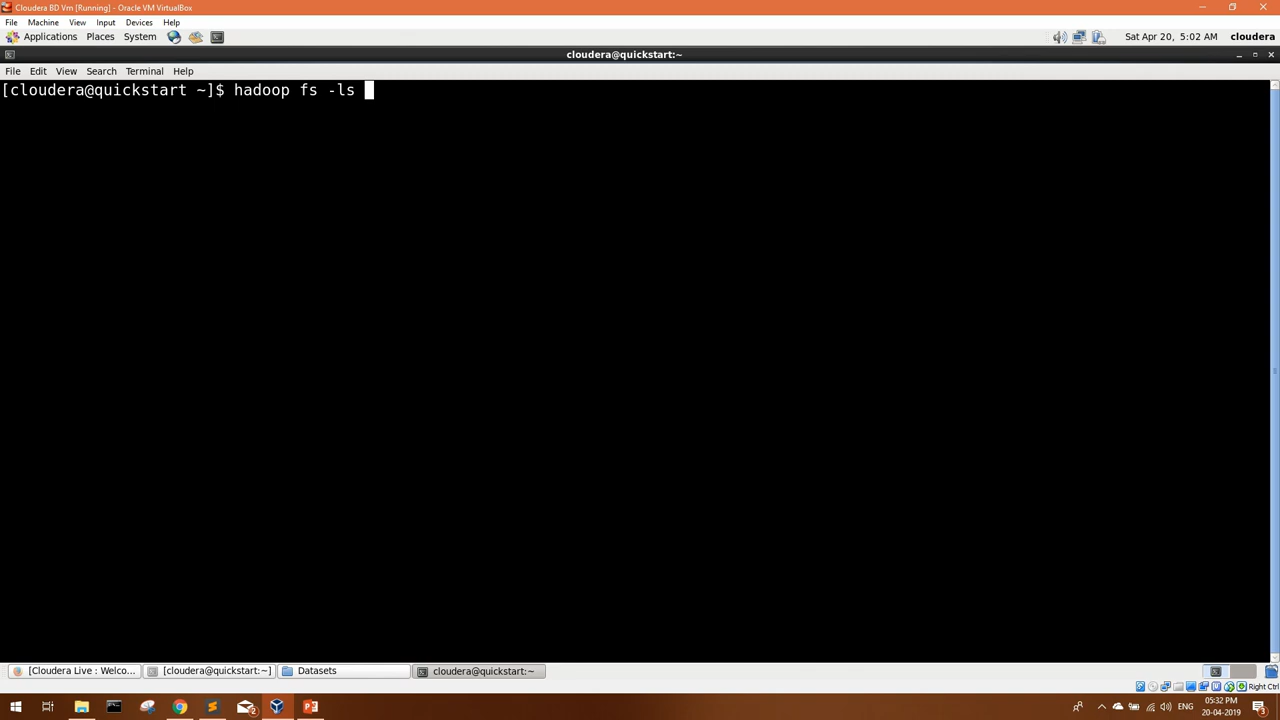 Cloudera BD Vm [Running] - Oracle VM VirtualBox
File Machine View Input Devices Help
Applications Places System Sat Apr 20, 5:02 AM cloudera
cloudera@quickstart:~
File Edit View Search Terminal Help
[cloudera@quickstart ~]$ hadoop fs -ls
[Cloudera Live : Welco... [cloudera@quickstart:~] Datasets cloudera@quickstart:~
Right Ctrl
2 ENG 05:32 PM
20-04-2019 3